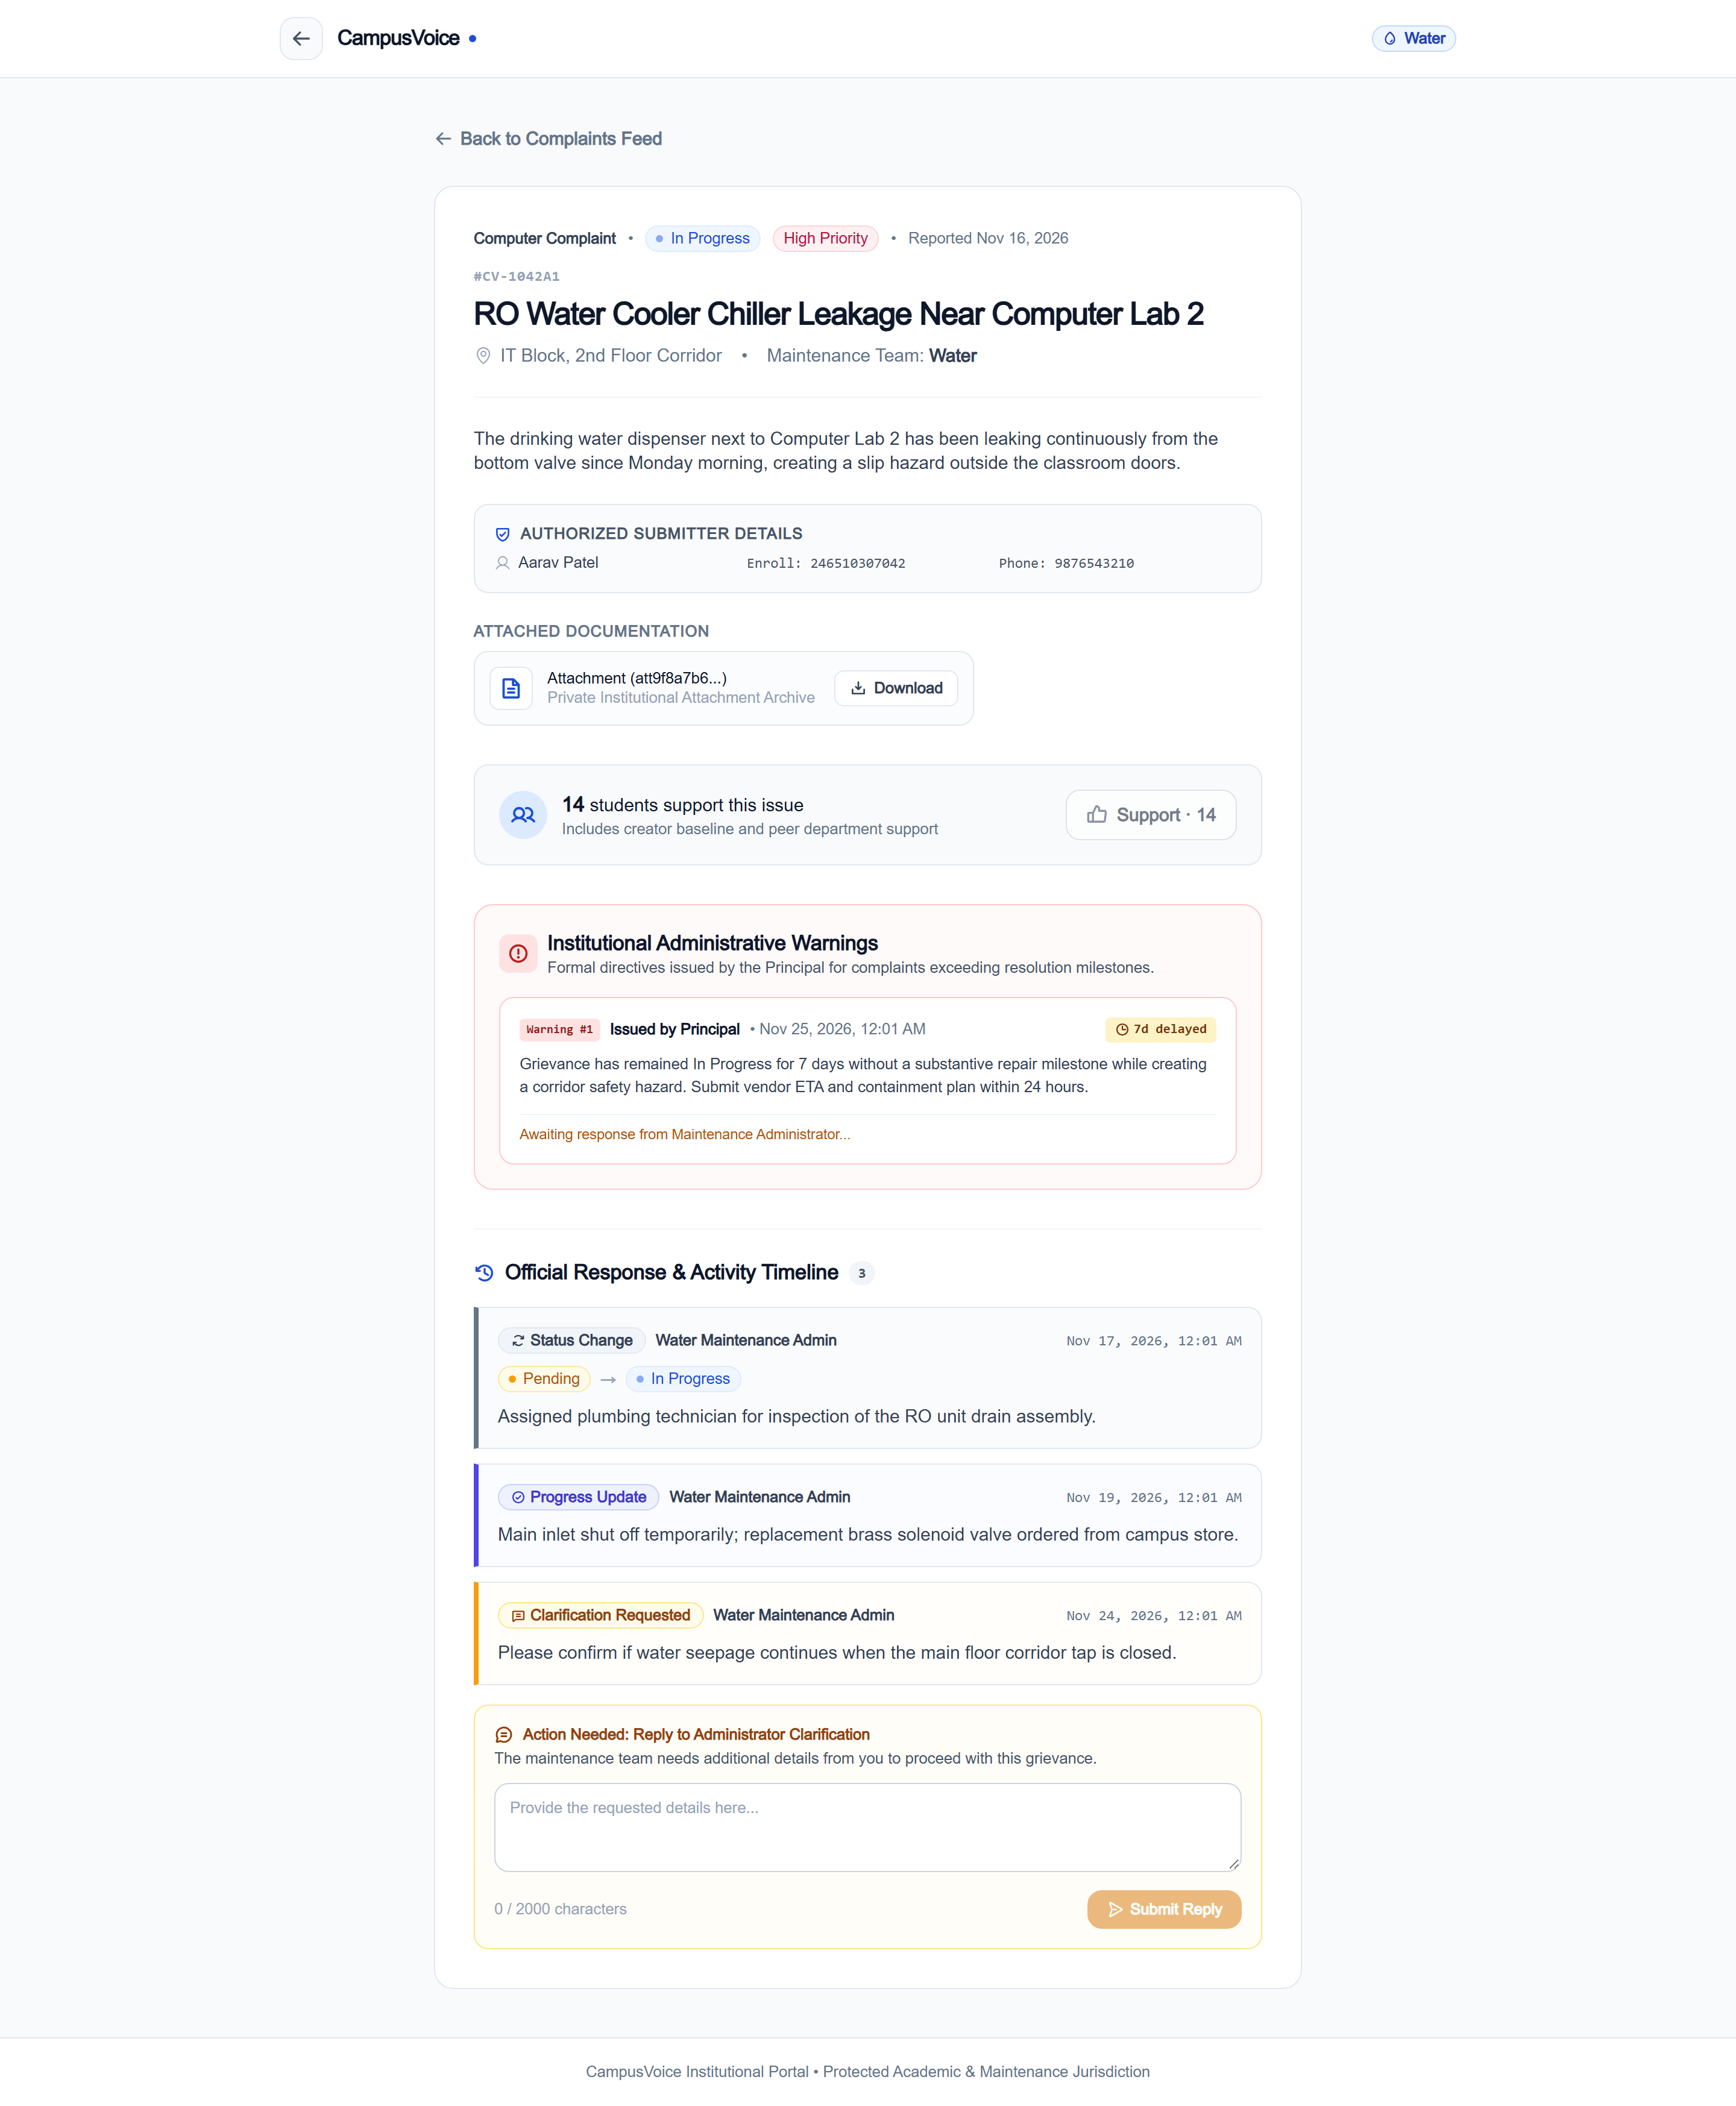 CampusVoice
Water
Back to Complaints Feed
Computer Complaint • In Progress High Priority • Reported Nov 16, 2026
#CV-1042A1
RO Water Cooler Chiller Leakage Near Computer Lab 2
IT Block, 2nd Floor Corridor • Maintenance Team: Water
The drinking water dispenser next to Computer Lab 2 has been leaking continuously from the
bottom valve since Monday morning, creating a slip hazard outside the classroom doors.
AUTHORIZED SUBMITTER DETAILS
Aarav Patel Enroll: 246510307042 Phone: 9876543210
ATTACHED DOCUMENTATION
Attachment (att9f8a7b6...)
Private Institutional Attachment Archive
Download
14 students support this issue
Includes creator baseline and peer department support
Support · 14
Institutional Administrative Warnings
Formal directives issued by the Principal for complaints exceeding resolution milestones.
Warning #1 Issued by Principal • Nov 25, 2026, 12:01 AM 7d delayed
Grievance has remained In Progress for 7 days without a substantive repair milestone while creating
a corridor safety hazard. Submit vendor ETA and containment plan within 24 hours.
Awaiting response from Maintenance Administrator...
Official Response & Activity Timeline 3
Status Change Water Maintenance Admin Nov 17, 2026, 12:01 AM
Pending → In Progress
Assigned plumbing technician for inspection of the RO unit drain assembly.
Progress Update Water Maintenance Admin Nov 19, 2026, 12:01 AM
Main inlet shut off temporarily; replacement brass solenoid valve ordered from campus store.
Clarification Requested Water Maintenance Admin Nov 24, 2026, 12:01 AM
Please confirm if water seepage continues when the main floor corridor tap is closed.
Action Needed: Reply to Administrator Clarification
The maintenance team needs additional details from you to proceed with this grievance.
Provide the requested details here...
0 / 2000 characters
Submit Reply
CampusVoice Institutional Portal • Protected Academic & Maintenance Jurisdiction